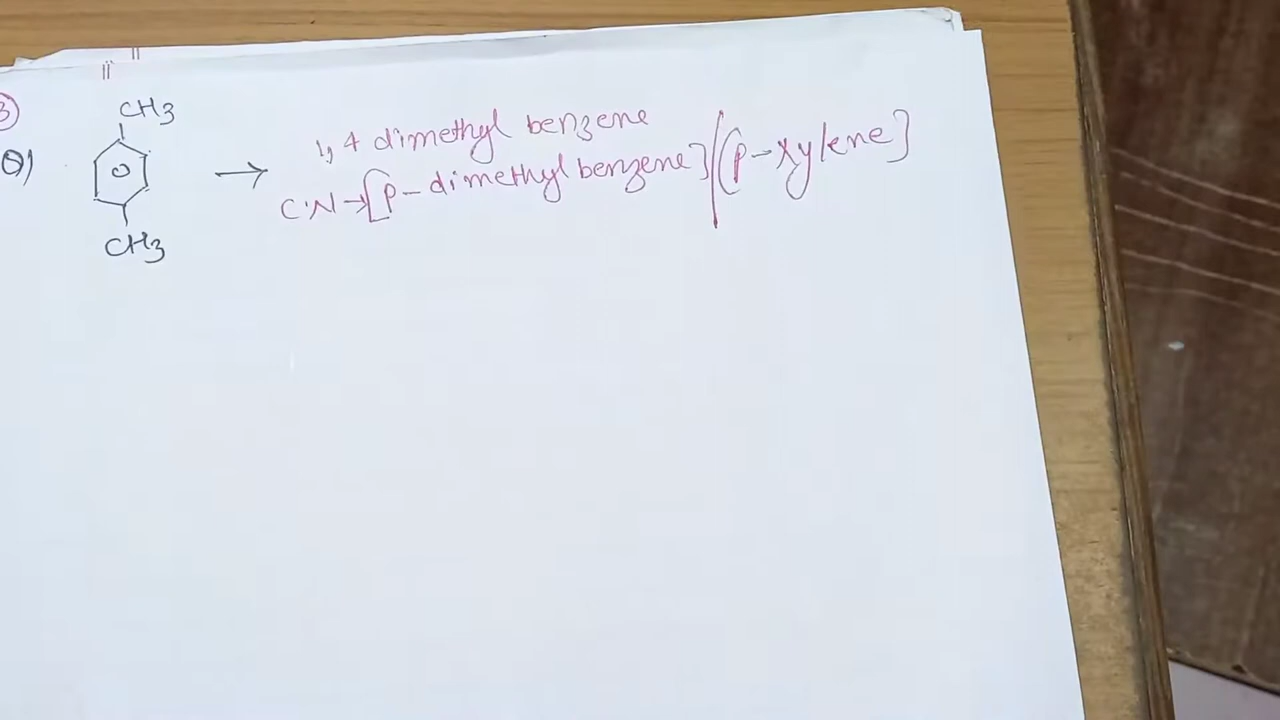 3
Q)
CH3
CH3
→ 1, 4 dimethyl benzene
C.N → [p- dimethyl benzene] | [p-xylene]